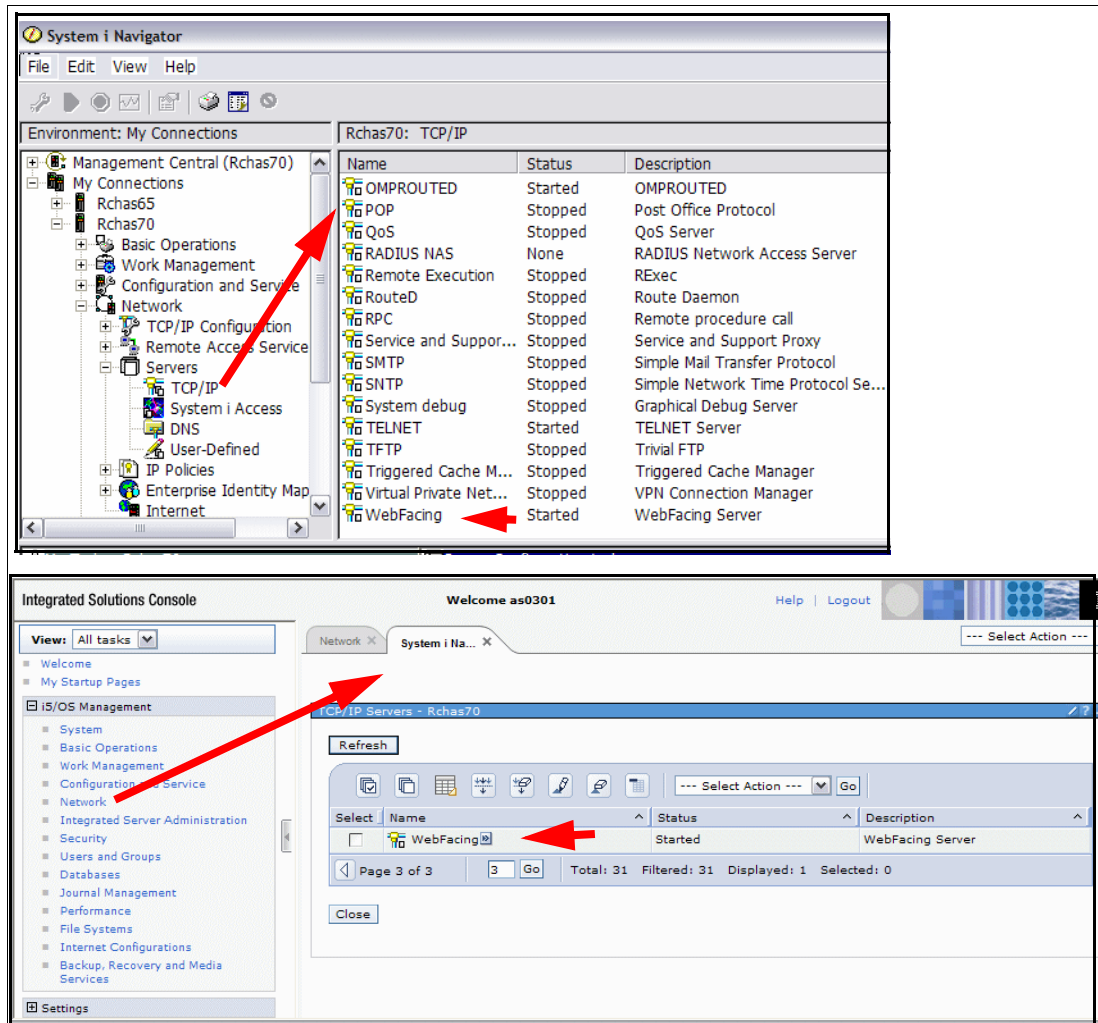 System i Navigator
File Edit View Help
Environment: My Connections
Rchas70: TCP/IP
Management Central (Rchas70)
My Connections
Rchas65
Rchas70
Basic Operations
Work Management
Configuration and Service
Network
TCP/IP Configuration
Remote Access Service
Servers
TCP/IP
System i Access
DNS
User-Defined
IP Policies
Enterprise Identity Map
Internet
Name Status Description
OMPROUTED Started OMPROUTED
POP Stopped Post Office Protocol
QoS Stopped QoS Server
RADIUS NAS None RADIUS Network Access Server
Remote Execution Stopped RExec
RouteD Stopped Route Daemon
RPC Stopped Remote procedure call
Service and Suppor... Stopped Service and Support Proxy
SMTP Stopped Simple Mail Transfer Protocol
SNTP Stopped Simple Network Time Protocol Se...
System debug Stopped Graphical Debug Server
TELNET Started TELNET Server
TFTP Stopped Trivial FTP
Triggered Cache M... Stopped Triggered Cache Manager
Virtual Private Net... Stopped VPN Connection Manager
WebFacing Started WebFacing Server
Integrated Solutions Console Welcome as0301 Help | Logout
View: All tasks
Welcome
My Startup Pages
i5/OS Management
System
Basic Operations
Work Management
Configuration and Service
Network
Integrated Server Administration
Security
Users and Groups
Databases
Journal Management
Performance
File Systems
Internet Configurations
Backup, Recovery and Media
Services
Settings
Network System i Na... --- Select Action ---
TCP/IP Servers - Rchas70
Refresh
--- Select Action --- Go
Select Name Status Description
WebFacing Started WebFacing Server
Page 3 of 3 3 Go Total: 31 Filtered: 31 Displayed: 1 Selected: 0
Close